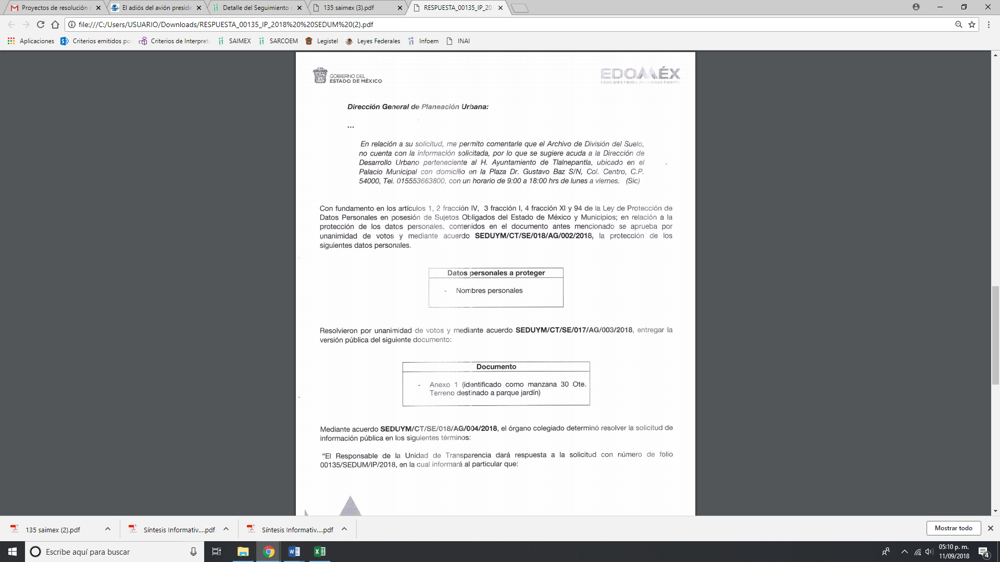 Proyectos de resolución
El adiós del avión preside
Detalle del Seguimiento
135 saimex (3).pdf
RESPUESTA_00135_IP_20
file:///C:/Users/USUARIO/Downloads/RESPUESTA_00135_IP_2018%20%20SEDUM%20(2).pdf
Aplicaciones
Criterios emitidos po
Criterios de Interpret
SAIMEX
SARCOEM
Legistel
Leyes Federales
Infoem
INAI
GOBIERNO DEL
ESTADO DE MÉXICO
EDOMÉX
DECISIONES FIRMES, RESULTADOS FUERTES.
Dirección General de Planeación Urbana:
...
En relación a su solicitud, me permito comentarle que el Archivo de División del Suelo,
no cuenta con la información solicitada, por lo que se sugiere acuda a la Dirección de
Desarrollo Urbano perteneciente al H. Ayuntamiento de Tlalnepantla, ubicado en el
Palacio Municipal con domicilio en la Plaza Dr. Gustavo Baz S/N, Col. Centro, C.P.
54000, Tel. 015553663800, con un horario de 9:00 a 18:00 hrs de lunes a viernes. (Sic)
Con fundamento en los artículos 1, 2 fracción IV, 3 fracción I, 4 fracción XI y 94 de la Ley de Protección de
Datos Personales en posesión de Sujetos Obligados del Estado de México y Municipios; en relación a la
protección de los datos personales, contenidos en el documento antes mencionado se aprueba por
unanimidad de votos y mediante acuerdo SEDUYM/CT/SE/018/AG/002/2018, la protección de los
siguientes datos personales.
Datos personales a proteger
- Nombres personales
Resolvieron por unanimidad de votos y mediante acuerdo SEDUYM/CT/SE/017/AG/003/2018, entregar la
versión pública del siguiente documento:
Documento
- Anexo 1 (identificado como manzana 30 Ote.
Terreno destinado a parque jardín)
Mediante acuerdo SEDUYM/CT/SE/018/AG/004/2018, el órgano colegiado determinó resolver la solicitud de
información pública en los siguientes términos:
“El Responsable de la Unidad de Transparencia dará respuesta a la solicitud con número de folio
00135/SEDUM/IP/2018, en la cual informará al particular que:
135 saimex (2).pdf
Síntesis Informativ....pdf
Síntesis Informativ....pdf
Mostrar todo
Escribe aquí para buscar
05:10 p. m.
11/09/2018
4